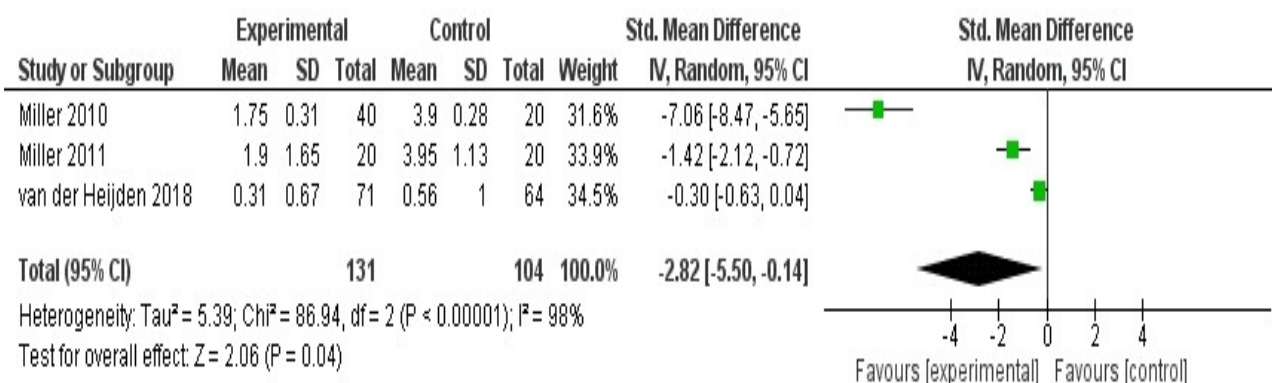 Experimental Control Std. Mean Difference Std. Mean Difference
Study or Subgroup Mean SD Total Mean SD Total Weight IV, Random, 95% CI IV, Random, 95% CI
Miller 2010 1.75 0.31 40 3.9 0.28 20 31.6% -7.06 [-8.47, -5.65]
Miller 2011 1.9 1.65 20 3.95 1.13 20 33.9% -1.42 [-2.12, -0.72]
van der Heijden 2018 0.31 0.67 71 0.56 1 64 34.5% -0.30 [-0.63, 0.04]
Total (95% CI) 131 104 100.0% -2.82 [-5.50, -0.14]
Heterogeneity: Tau² = 5.39; Chi² = 86.94, df = 2 (P < 0.00001); I² = 98%
Test for overall effect: Z = 2.06 (P = 0.04)
-4 -2 0 2 4
Favours [experimental] Favours [control]